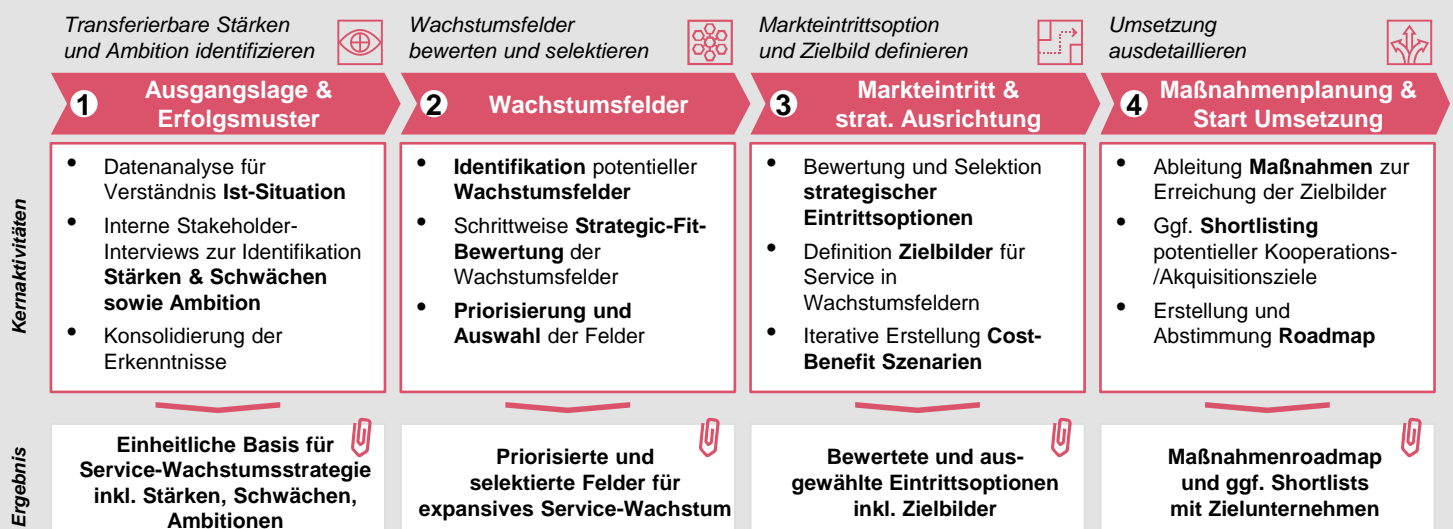 Transferierbare Stärken
und Ambition identifizieren
Wachstumsfelder
bewerten und selektieren
Markteintrittsoption
und Zielbild definieren
Umsetzung
ausdetaillieren
1
Ausgangslage &
Erfolgsmuster
2
Wachstumsfelder
3
Markteintritt &
strat. Ausrichtung
4
Maßnahmenplanung &
Start Umsetzung
Kernaktivitäten
• Datenanalyse für
Verständnis Ist-Situation
• Interne Stakeholder-
Interviews zur Identifikation
Stärken & Schwächen
sowie Ambition
• Konsolidierung der
Erkenntnisse
• Identifikation potentieller
Wachstumsfelder
• Schrittweise Strategic-Fit-
Bewertung der
Wachstumsfelder
• Priorisierung und
Auswahl der Felder
• Bewertung und Selektion
strategischer
Eintrittsoptionen
• Definition Zielbilder für
Service in
Wachstumsfeldern
• Iterative Erstellung Cost-
Benefit Szenarien
• Ableitung Maßnahmen zur
Erreichung der Zielbilder
• Ggf. Shortlisting
potentieller Kooperations-
/Akquisitionsziele
• Erstellung und
Abstimmung Roadmap
Ergebnis
Einheitliche Basis für
Service-Wachstumsstrategie
inkl. Stärken, Schwächen,
Ambitionen
Priorisierte und
selektierte Felder für
expansives Service-Wachstum
Bewertete und aus-
gewählte Eintrittsoptionen
inkl. Zielbilder
Maßnahmenroadmap
und ggf. Shortlists
mit Zielunternehmen